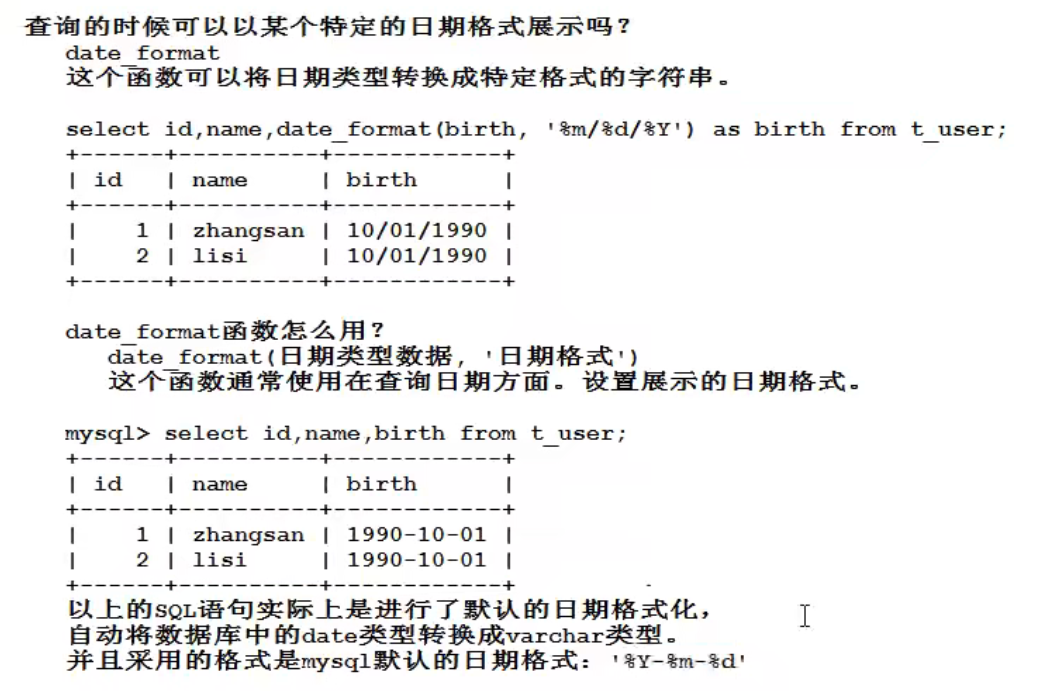 查询的时候可以以某个特定的日期格式展示吗？
date_format
这个函数可以将日期类型转换成特定格式的字符串。
select id,name,date_format(birth, '%m/%d/%Y') as birth from t_user;
+------+----------+------------+
| id   | name     | birth      |
+------+----------+------------+
|    1 | zhangsan | 10/01/1990 |
|    2 | lisi     | 10/01/1990 |
+------+----------+------------+
date_format函数怎么用？
date_format(日期类型数据, '日期格式')
这个函数通常使用在查询日期方面。设置展示的日期格式。
mysql> select id,name,birth from t_user;
+------+----------+------------+
| id   | name     | birth      |
+------+----------+------------+
|    1 | zhangsan | 1990-10-01 |
|    2 | lisi     | 1990-10-01 |
+------+----------+------------+
以上的SQL语句实际上是进行了默认的日期格式化，
自动将数据库中的date类型转换成varchar类型。
并且采用的格式是mysql默认的日期格式：'%Y-%m-%d'